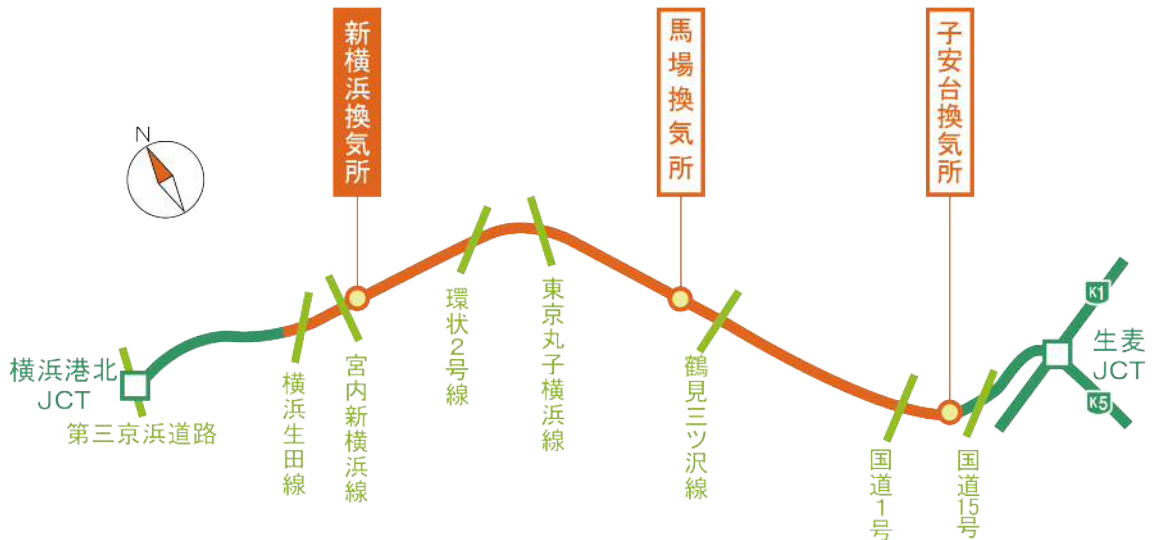 新横浜換気所
馬場換気所
子安台換気所
N
K1
環状2号線
東京丸子横浜線
生麦
JCT
横浜港北
JCT
宮内新横浜線
鶴見三ツ沢線
横浜生田線
K5
第三京浜道路
国道1号
国道15号